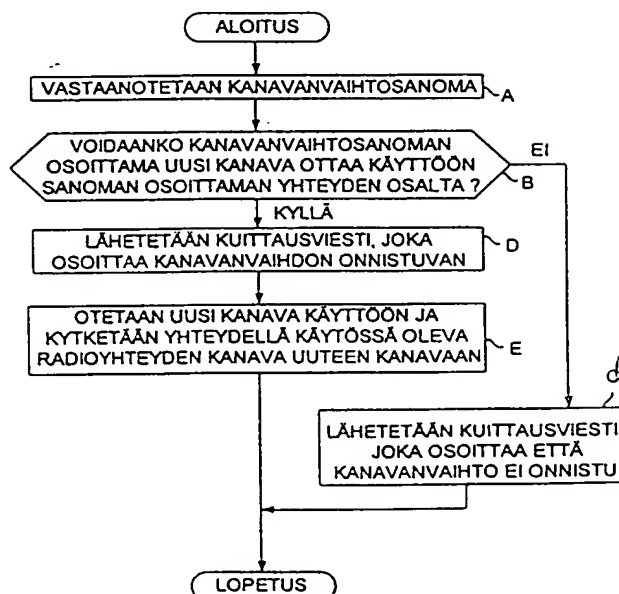 ALOITUS
VASTAANOTETAAN KANAVANVAIHTOSANOMA
A
VOIDAANKO KANAVANVAIHTOSANOMAN
OSOITTAMA UUSI KANAVA OTTAA KÄYTTÖÖN
SANOMAN OSOITTAMAN YHTEYDEN OSALTA ?
EI
B
KYLLÄ
LÄHETETÄÄN KUITTAUSVIESTI, JOKA
OSOITTAA KANAVANVAIHDON ONNISTUVAN
D
OTETAAN UUSI KANAVA KÄYTTÖÖN JA
KYTKETÄÄN YHTEYDELLÄ KÄYTÖSSÄ OLEVA
RADIOYHTEYDEN KANAVA UUTEEN KANAVAAN
E
C
LÄHETETÄÄN KUITTAUSVIESTI
JOKA OSOITTAA ETTÄ
KANAVANVAIHTO EI ONNISTU
LOPETUS